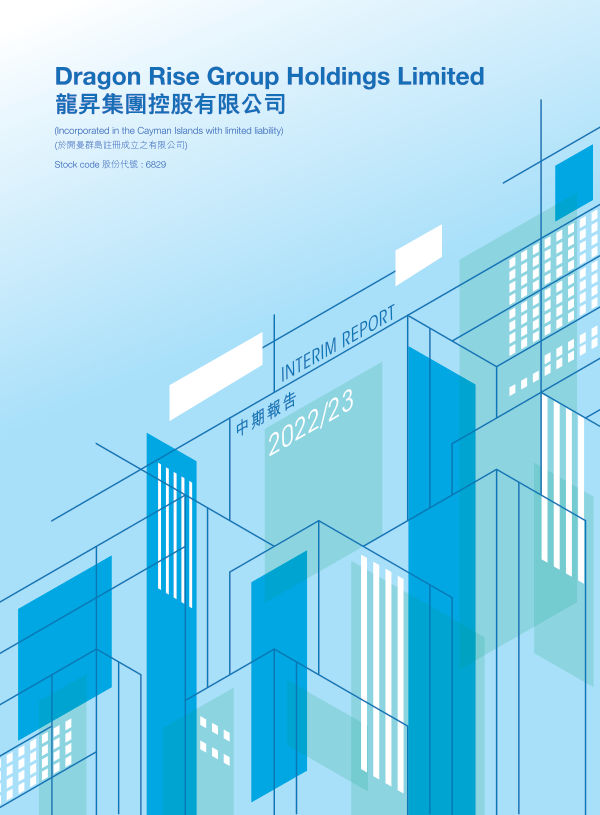 Dragon Rise Group Holdings Limited
龍昇集團控股有限公司
(Incorporated in the Cayman Islands with limited liability)
(於開曼群島註冊成立之有限公司)
Stock code 股份代號 : 6829
INTERIM REPORT
中期報告
2022/23